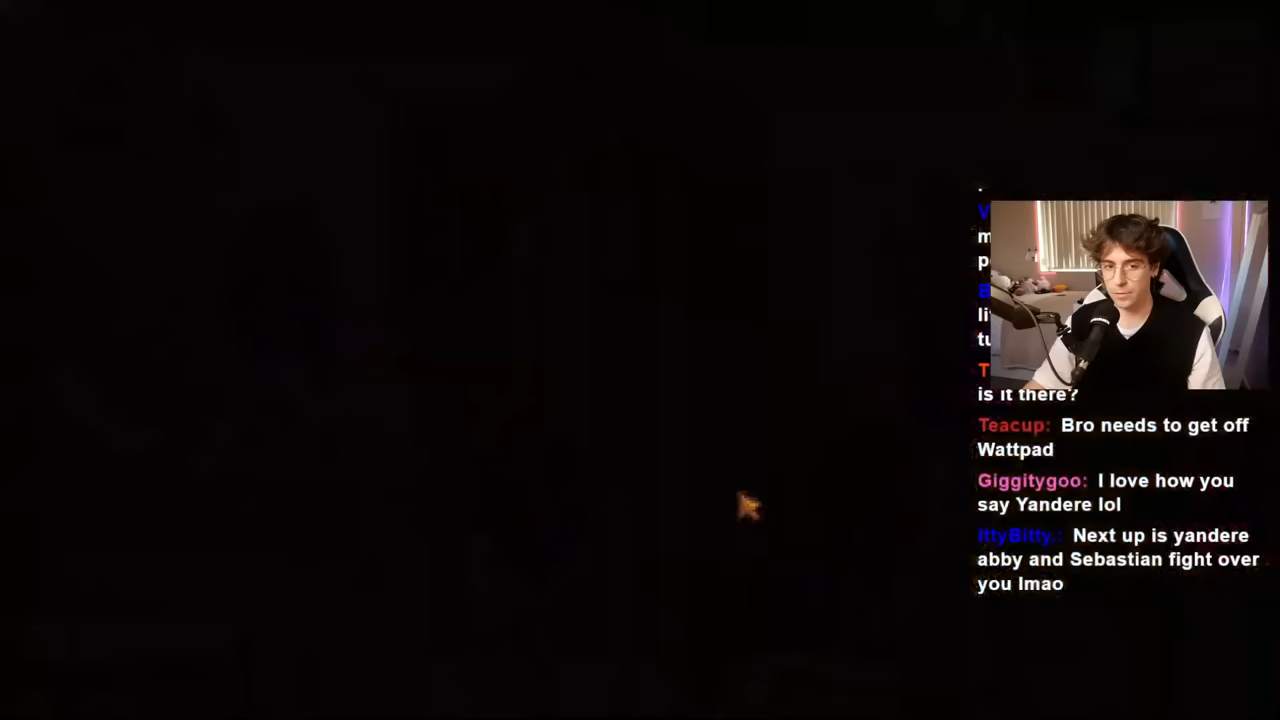 is it there?
Teacup: Bro needs to get off
Wattpad
Giggitygoo: I love how you
say Yandere lol
IttyBitty.: Next up is yandere
abby and Sebastian fight over
you lmao